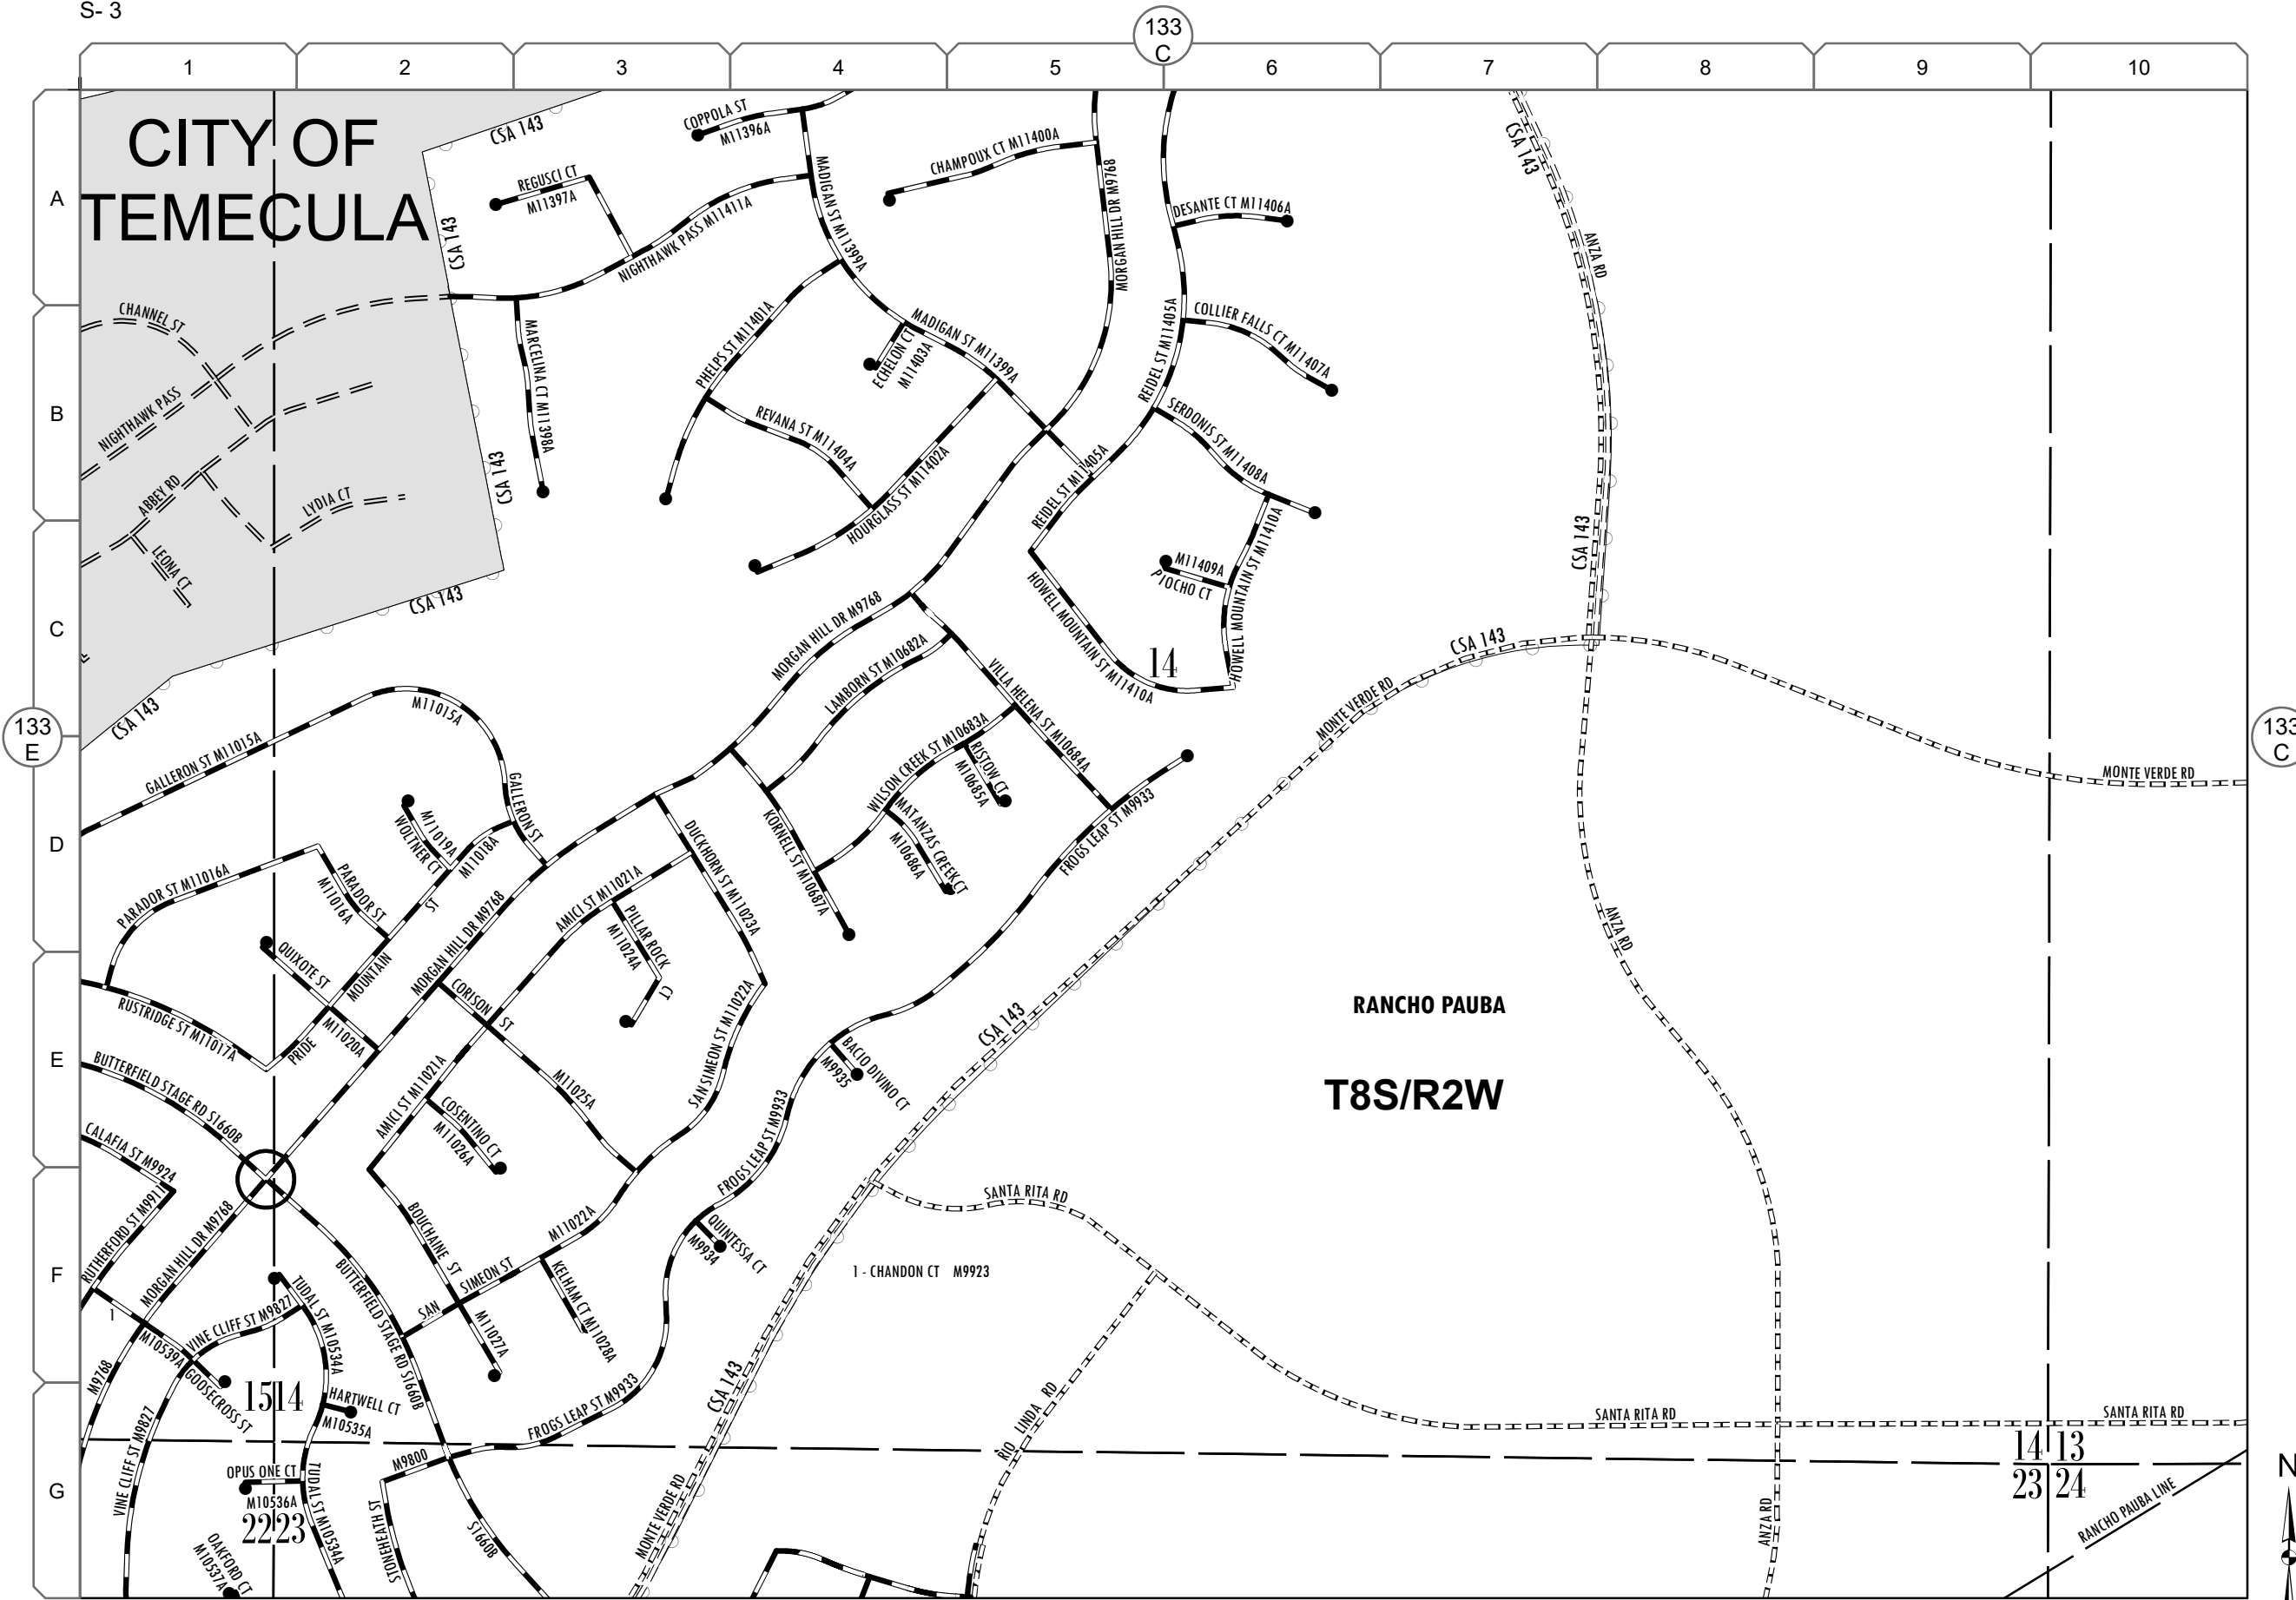 S- 3
133
C
1
2
3
4
5
6
7
8
9
10
A
B
C
D
E
F
G
133
E
133
C
CITY OF
TEMECULA
CSA 143
CSA 143
CSA 143
CSA 143
CSA 143
CHANNEL ST
NIGHTHAWK PASS
ABBEY RD
LYDIA CT
LEONA CT
COPPOLA ST
M11396A
REGUSCI CT
M11397A
NIGHTHAWK PASS M11411A
MADIGAN ST M11399A
CHAMPOUX CT M11400A
MORGAN HILL DR M9768
DESANTE CT M11406A
CSA 143
ANZA RD
MARCELINA CT M11398A
PHELPS ST M11401A
ECHELON CT
M11403A
MADIGAN ST M11399A
REIDEL ST M11405A
COLLIER FALLS CT M11407A
REVANA ST M11404A
HOURGLASS ST M11402A
REIDEL ST M11405A
SERDONIS ST M11408A
HOWELL MOUNTAIN ST M11410A
M11409A
PIOCHO CT
HOWELL MOUNTAIN ST M11410A
14
CSA 143
CSA 143
MONTE VERDE RD
MONTE VERDE RD
MORGAN HILL DR M9768
LAMBORN ST M10682A
VILLA HELENA ST M10684A
WILSON CREEK ST M10683A
RISTOW CT
M10685A
MATANZAS CREEK CT
M10686A
KORNELL ST M10687A
FROGS LEAP ST M9933
GALLERON ST M11015A
M11015A
GALLERON ST
M11019A
WOLTNER CT
M11018A
PARADOR ST M11016A
PARADOR ST
M11016A
ST
MOUNTAIN
PRIDE
QUIXOTE ST
M11020A
RUSTRIDGE ST M11017A
MORGAN HILL DR M9768
DUCKHORN ST M11023A
AMICI ST M11021A
PILLAR ROCK
M11024A
CT
CORISON
ST
M11025A
SAN SIMEON ST M11022A
AMICI ST M11021A
COSENTINO CT
M11026A
BUTTERFIELD STAGE RD S1660B
CALAFIA ST M9924
RUTHERFORD ST M9911
MORGAN HILL DR M9768
BACIO DIVINO CT
M9935
FROGS LEAP ST M9933
CSA 143
ANZA RD
RANCHO PAUBA
T8S/R2W
SANTA RITA RD
1 - CHANDON CT M9923
QUINTESSA CT
M9934
BOUCHAINE
ST
SAN
SIMEON ST
M11022A
KELHAM CT M11028A
M11027A
BUTTERFIELD STAGE RD S1660B
TUDAL ST M10534A
VINE CLIFF ST M9827
1
M10539A
GOOSECROSS ST
M9768
VINE CLIFF ST M9827
15
14
HARTWELL CT
M10535A
FROGS LEAP ST M9933
M9800
STONEHEATH ST
S1660B
OPUS ONE CT
M10536A
TUDAL ST M10534A
22
23
OAKFORD CT
M10537A
CSA 143
MONTE VERDE RD
RIO LINDA RD
SANTA RITA RD
SANTA RITA RD
ANZA RD
14
13
23
24
RANCHO PAUBA LINE
N